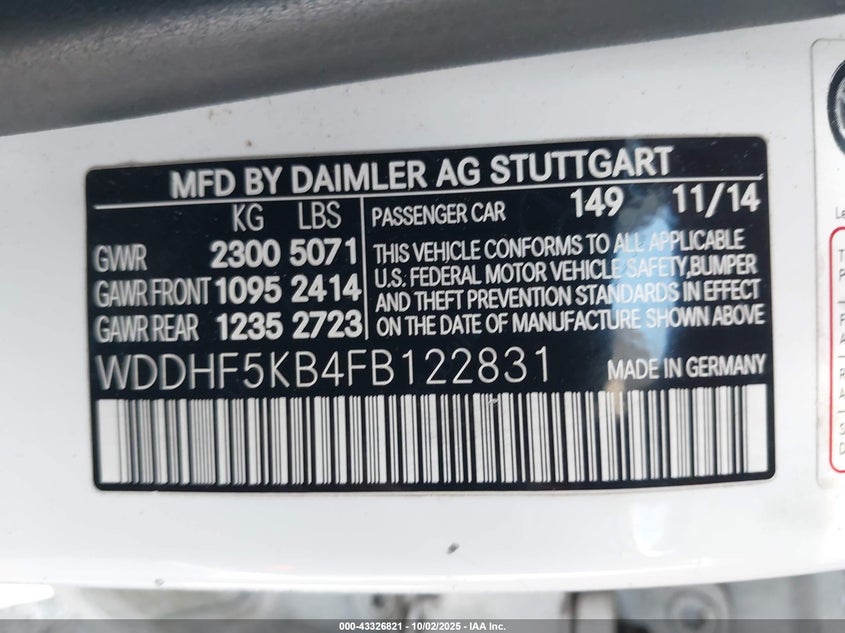 MFD BY DAIMLER AG STUTTGART
KG LBS
GVWR 2300 5071
GAWR FRONT 1095 2414
GAWR REAR 1235 2723
PASSENGER CAR 149 11/14
THIS VEHICLE CONFORMS TO ALL APPLICABLE
U.S. FEDERAL MOTOR VEHICLE SAFETY,BUMPER
AND THEFT PREVENTION STANDARDS IN EFFECT
ON THE DATE OF MANUFACTURE SHOWN ABOVE
WDDHF5KB4FB122831 MADE IN GERMANY
000-43326821 | 10/02/2025 | IAA Inc.